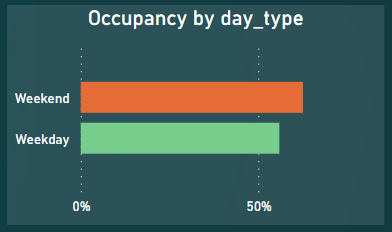 Occupancy by day_type
Weekend
Weekday
0% 50%